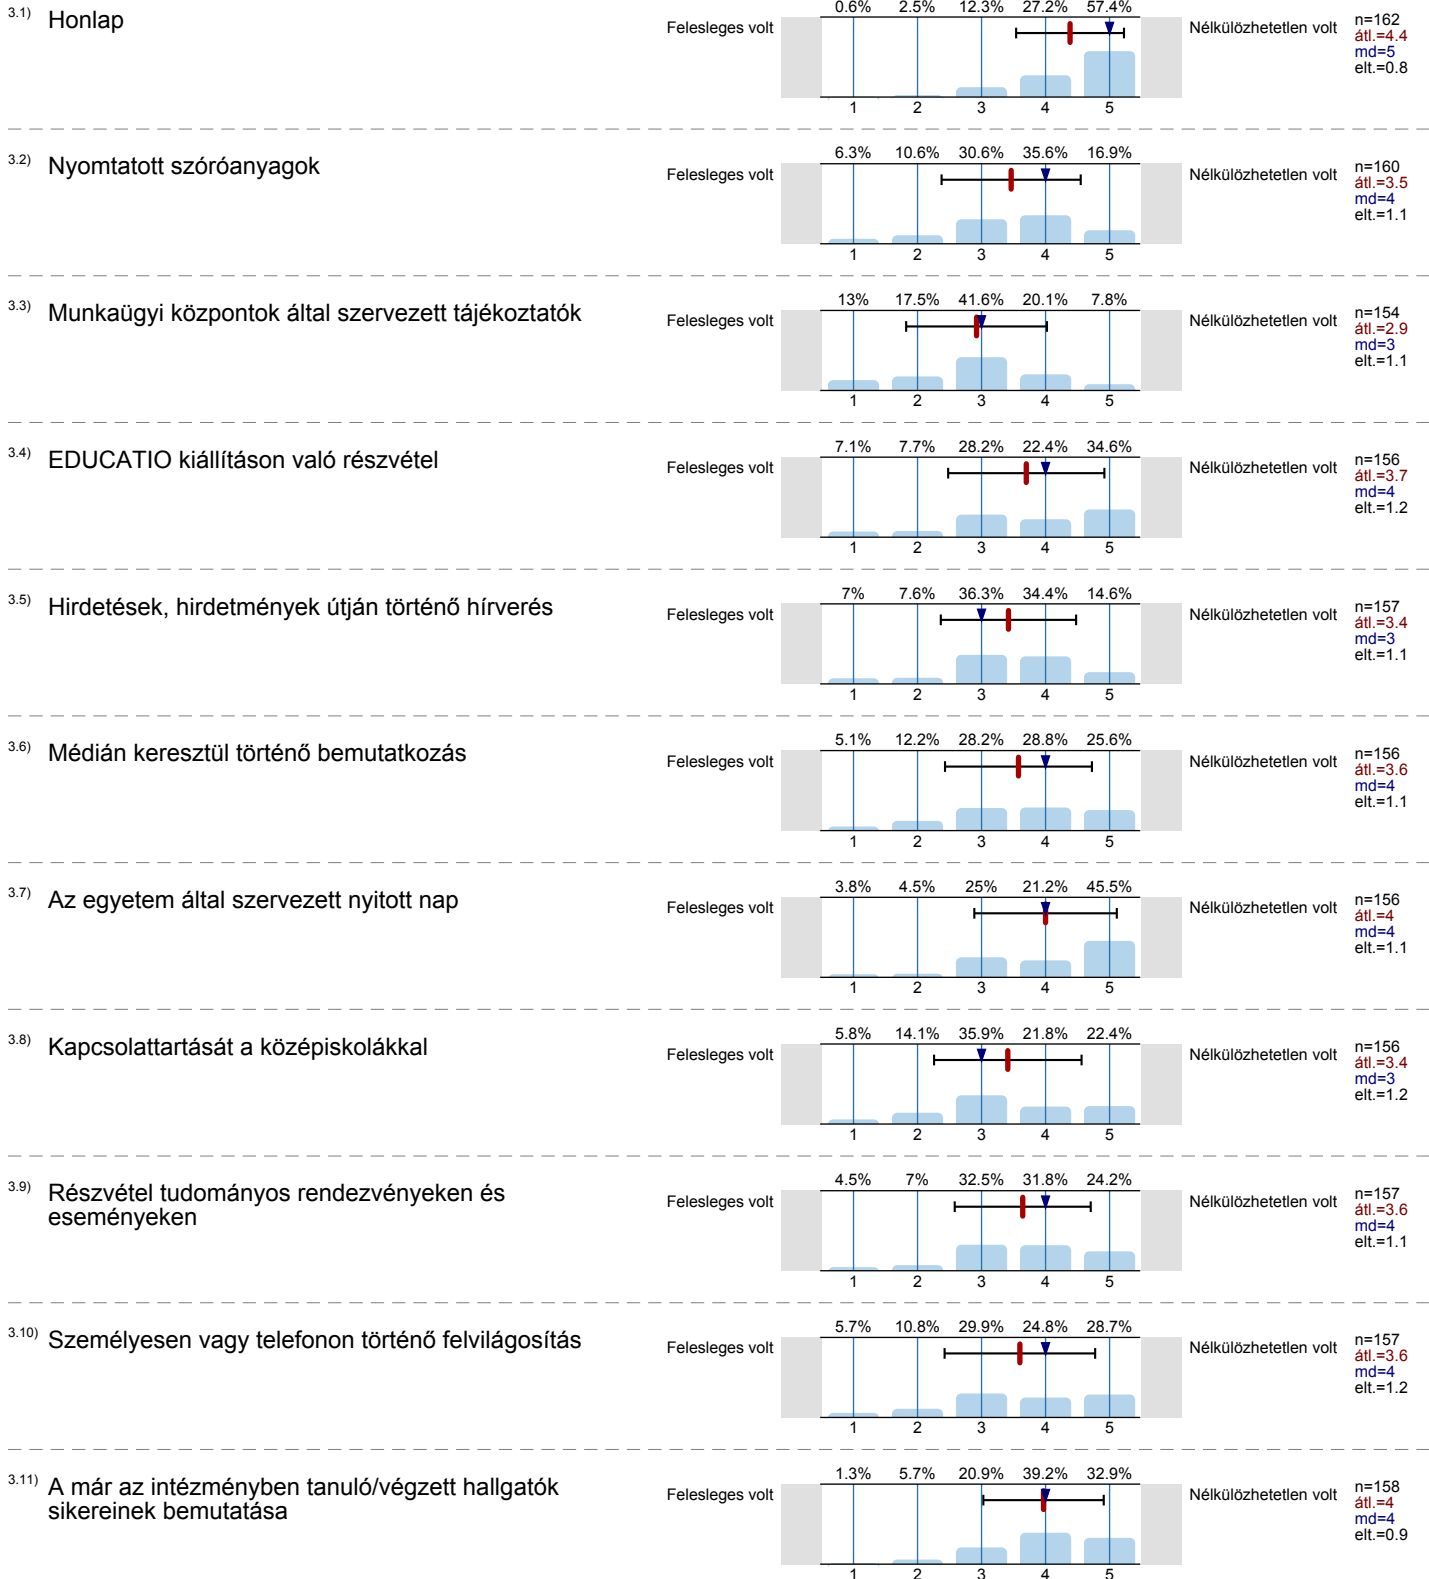 3.1) Honlap
Felesleges volt
0.6% 2.5% 12.3% 27.2% 57.4%
1 2 3 4 5
Nélkülözhetetlen volt
n=162
átl.=4.4
md=5
elt.=0.8
3.2) Nyomtatott szóróanyagok
Felesleges volt
6.3% 10.6% 30.6% 35.6% 16.9%
1 2 3 4 5
Nélkülözhetetlen volt
n=160
átl.=3.5
md=4
elt.=1.1
3.3) Munkaügyi központok által szervezett tájékoztatók
Felesleges volt
13% 17.5% 41.6% 20.1% 7.8%
1 2 3 4 5
Nélkülözhetetlen volt
n=154
átl.=2.9
md=3
elt.=1.1
3.4) EDUCATIO kiállításon való részvétel
Felesleges volt
7.1% 7.7% 28.2% 22.4% 34.6%
1 2 3 4 5
Nélkülözhetetlen volt
n=156
átl.=3.7
md=4
elt.=1.2
3.5) Hirdetések, hirdetmények útján történő hírverés
Felesleges volt
7% 7.6% 36.3% 34.4% 14.6%
1 2 3 4 5
Nélkülözhetetlen volt
n=157
átl.=3.4
md=3
elt.=1.1
3.6) Médián keresztül történő bemutatkozás
Felesleges volt
5.1% 12.2% 28.2% 28.8% 25.6%
1 2 3 4 5
Nélkülözhetetlen volt
n=156
átl.=3.6
md=4
elt.=1.1
3.7) Az egyetem által szervezett nyitott nap
Felesleges volt
3.8% 4.5% 25% 21.2% 45.5%
1 2 3 4 5
Nélkülözhetetlen volt
n=156
átl.=4
md=4
elt.=1.1
3.8) Kapcsolattartását a középiskolákkal
Felesleges volt
5.8% 14.1% 35.9% 21.8% 22.4%
1 2 3 4 5
Nélkülözhetetlen volt
n=156
átl.=3.4
md=3
elt.=1.2
3.9) Részvétel tudományos rendezvényeken és
eseményeken
Felesleges volt
4.5% 7% 32.5% 31.8% 24.2%
1 2 3 4 5
Nélkülözhetetlen volt
n=157
átl.=3.6
md=4
elt.=1.1
3.10) Személyesen vagy telefonon történő felvilágosítás
Felesleges volt
5.7% 10.8% 29.9% 24.8% 28.7%
1 2 3 4 5
Nélkülözhetetlen volt
n=157
átl.=3.6
md=4
elt.=1.2
3.11) A már az intézményben tanuló/végzett hallgatók
sikereinek bemutatása
Felesleges volt
1.3% 5.7% 20.9% 39.2% 32.9%
1 2 3 4 5
Nélkülözhetetlen volt
n=158
átl.=4
md=4
elt.=0.9